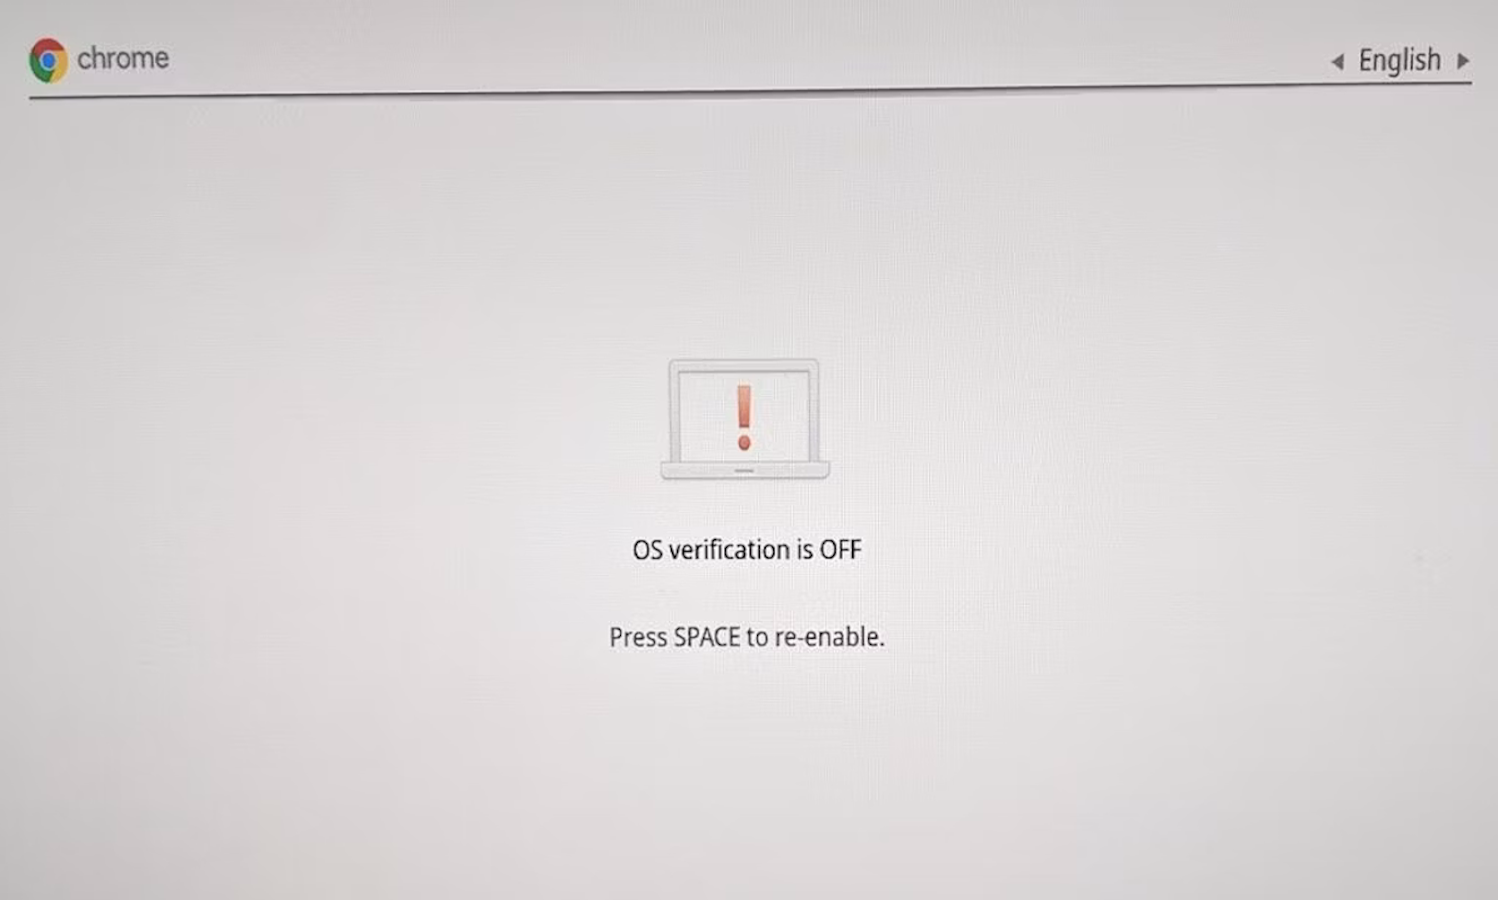 chrome
English
OS verification is OFF
Press SPACE to re-enable.